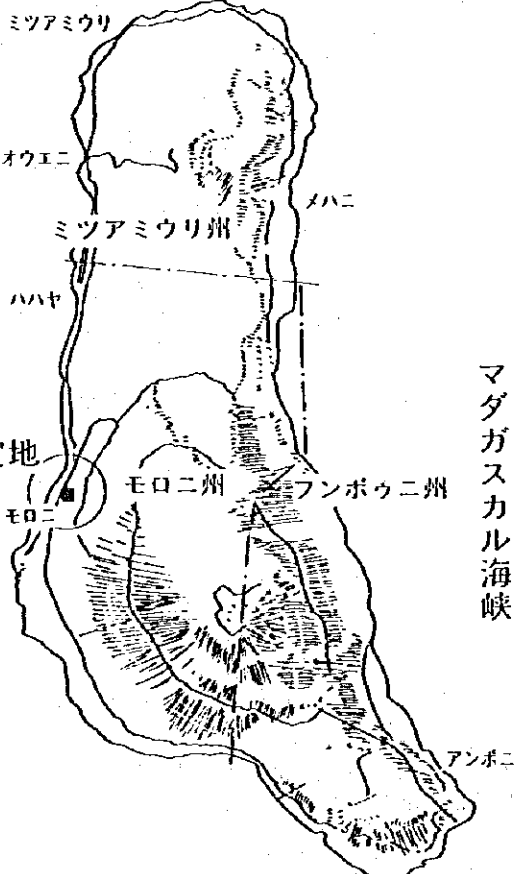 ミツアミウリ
オウエニ
メハニ
ミツアミウリ州
ハハヤ
マダガスカル海峡
地
モロニ州
フンボゥニ州
モロニ
アンボニ